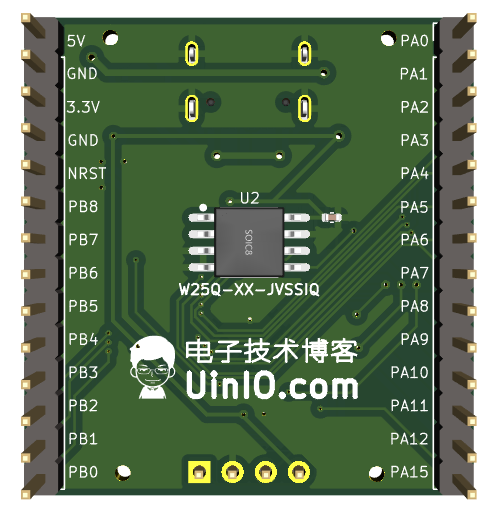 5V
GND
3.3V
GND
NRST
PB8
PB7
PB6
PB5
PB4
PB3
PB2
PB1
PB0
U2
SOIC8
W25Q-XX-JVSSIQ
电子技术博客
UinIO.com
PA0
PA1
PA2
PA3
PA4
PA5
PA6
PA7
PA8
PA9
PA10
PA11
PA12
PA15